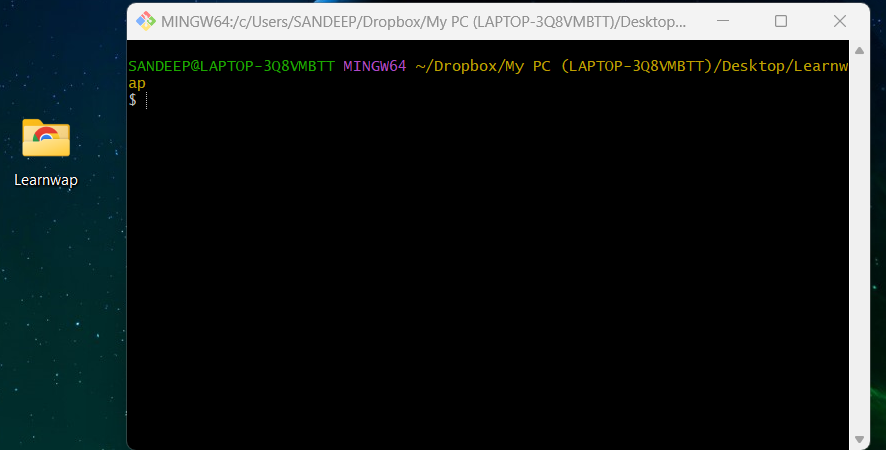 MINGW64:/c/Users/SANDEEP/Dropbox/My PC (LAPTOP-3Q8VMBTT)/Desktop...
SANDEEP@LAPTOP-3Q8VMBTT MINGW64 ~/Dropbox/My PC (LAPTOP-3Q8VMBTT)/Desktop/Learnw
ap
$
Learnwap